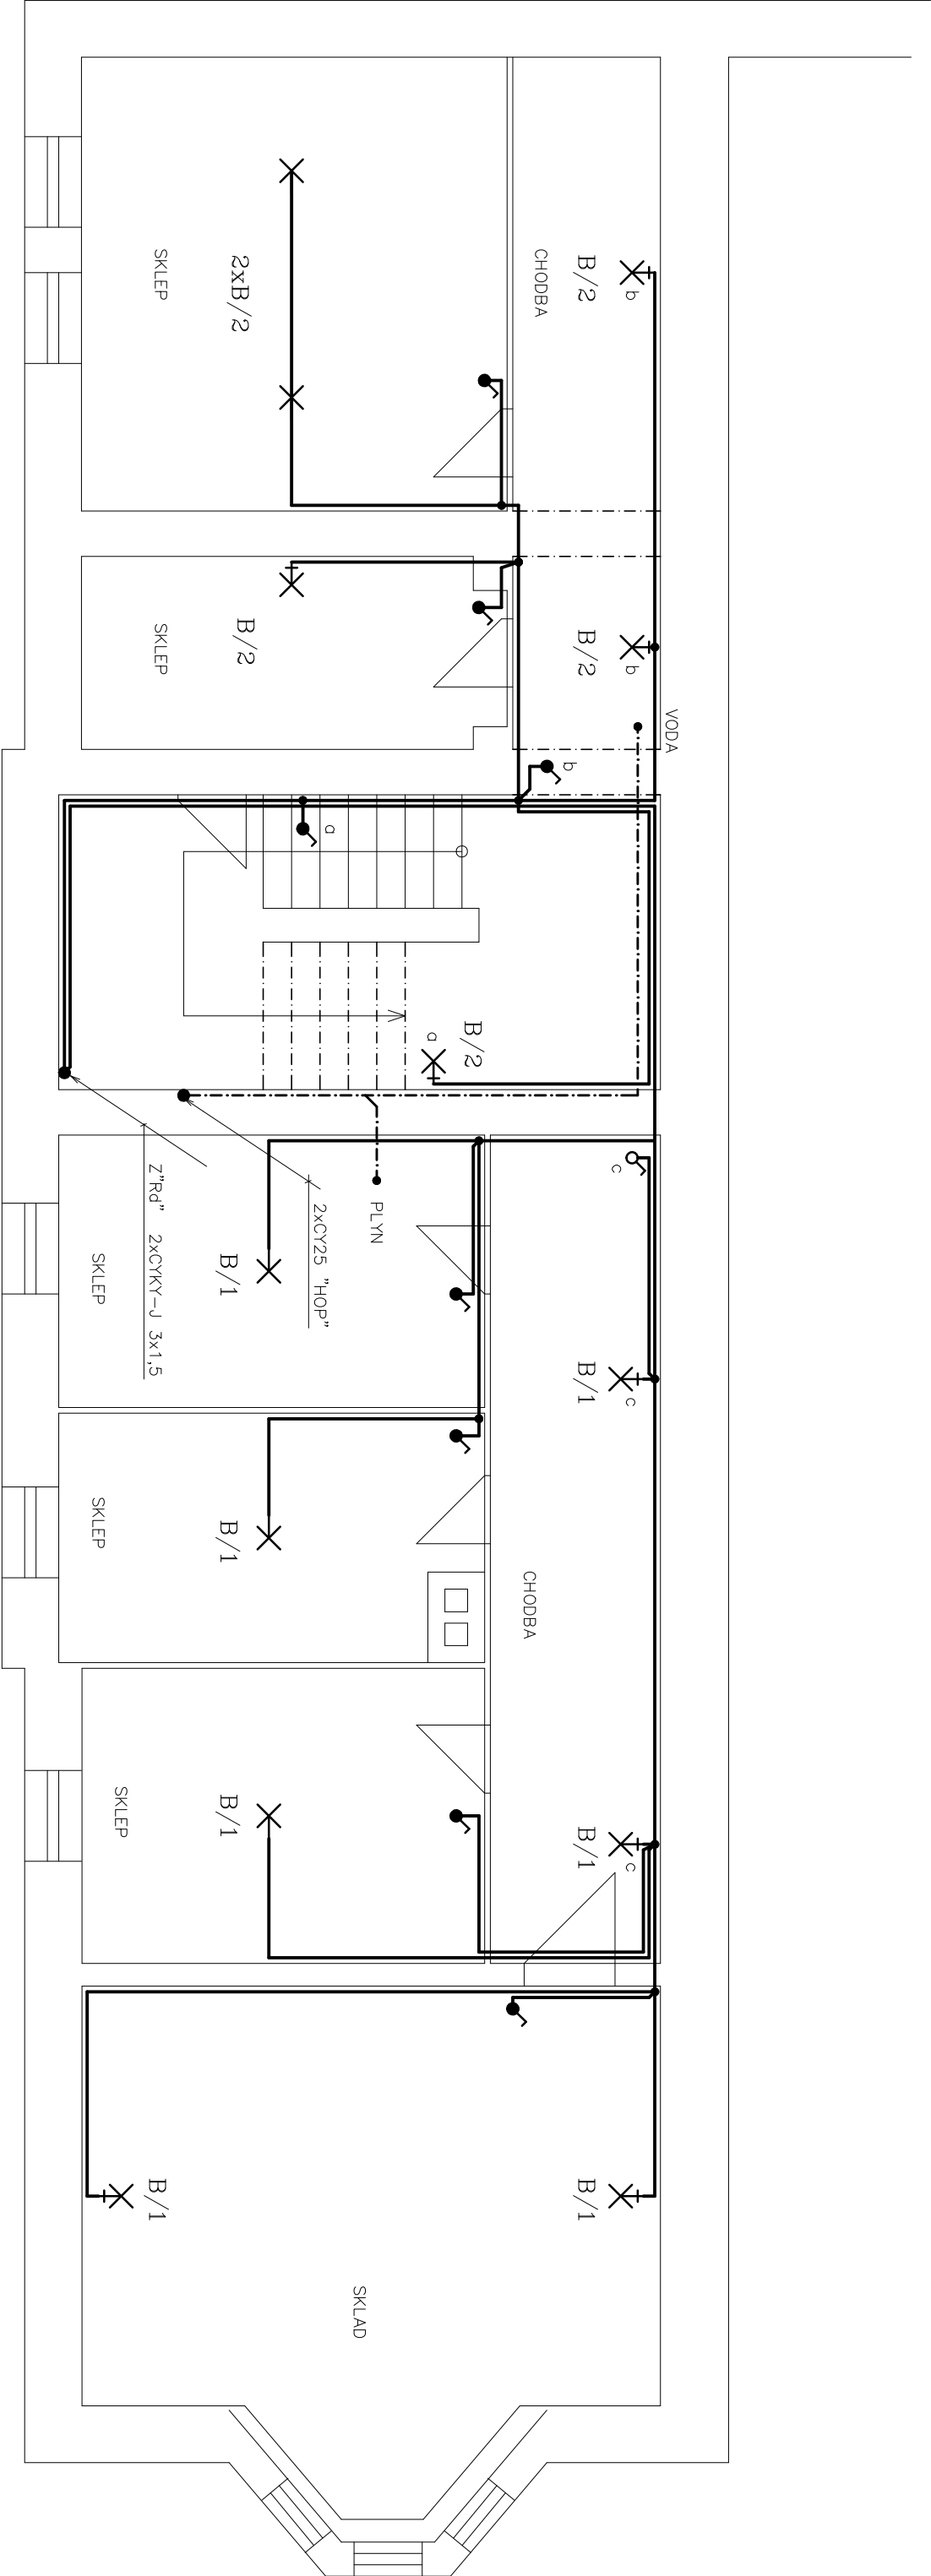 B/2
b
CHODBA
2xB/2
SKLEP
B/2
b
B/2
SKLEP
VODA
b
a
B/2
a
PLYN
2xCY25 "HOP"
Z"Rd" 2xCYKY-J 3x1,5
c
B/1
SKLEP
B/1
c
B/1
SKLEP
CHODBA
B/1
c
B/1
SKLEP
B/1
B/1
SKLAD